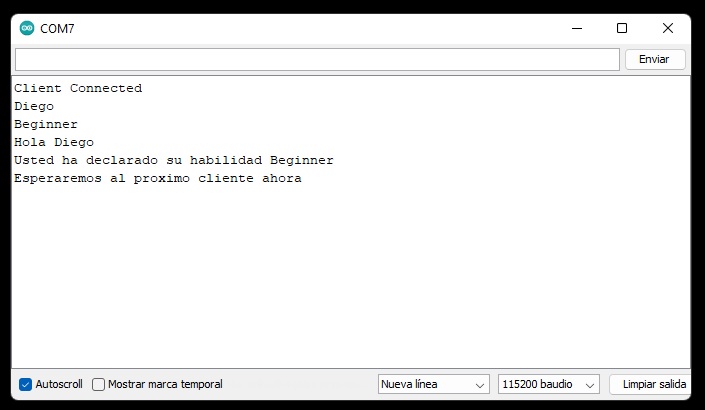 COM7
Enviar
Client Connected
Diego
Beginner
Hola Diego
Usted ha declarado su habilidad Beginner
Esperaremos al proximo cliente ahora
Autoscroll Mostrar marca temporal Nueva línea 115200 baudio Limpiar salida